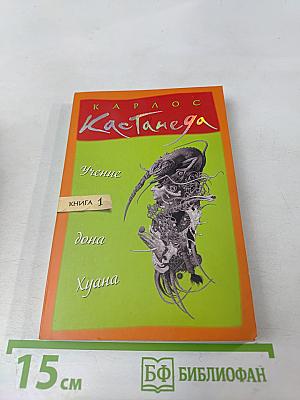 КАРЛОС
Кастанеда
Учение
КНИГА 1
дона
Хуана
15 см
БФ БИБЛИОФАН